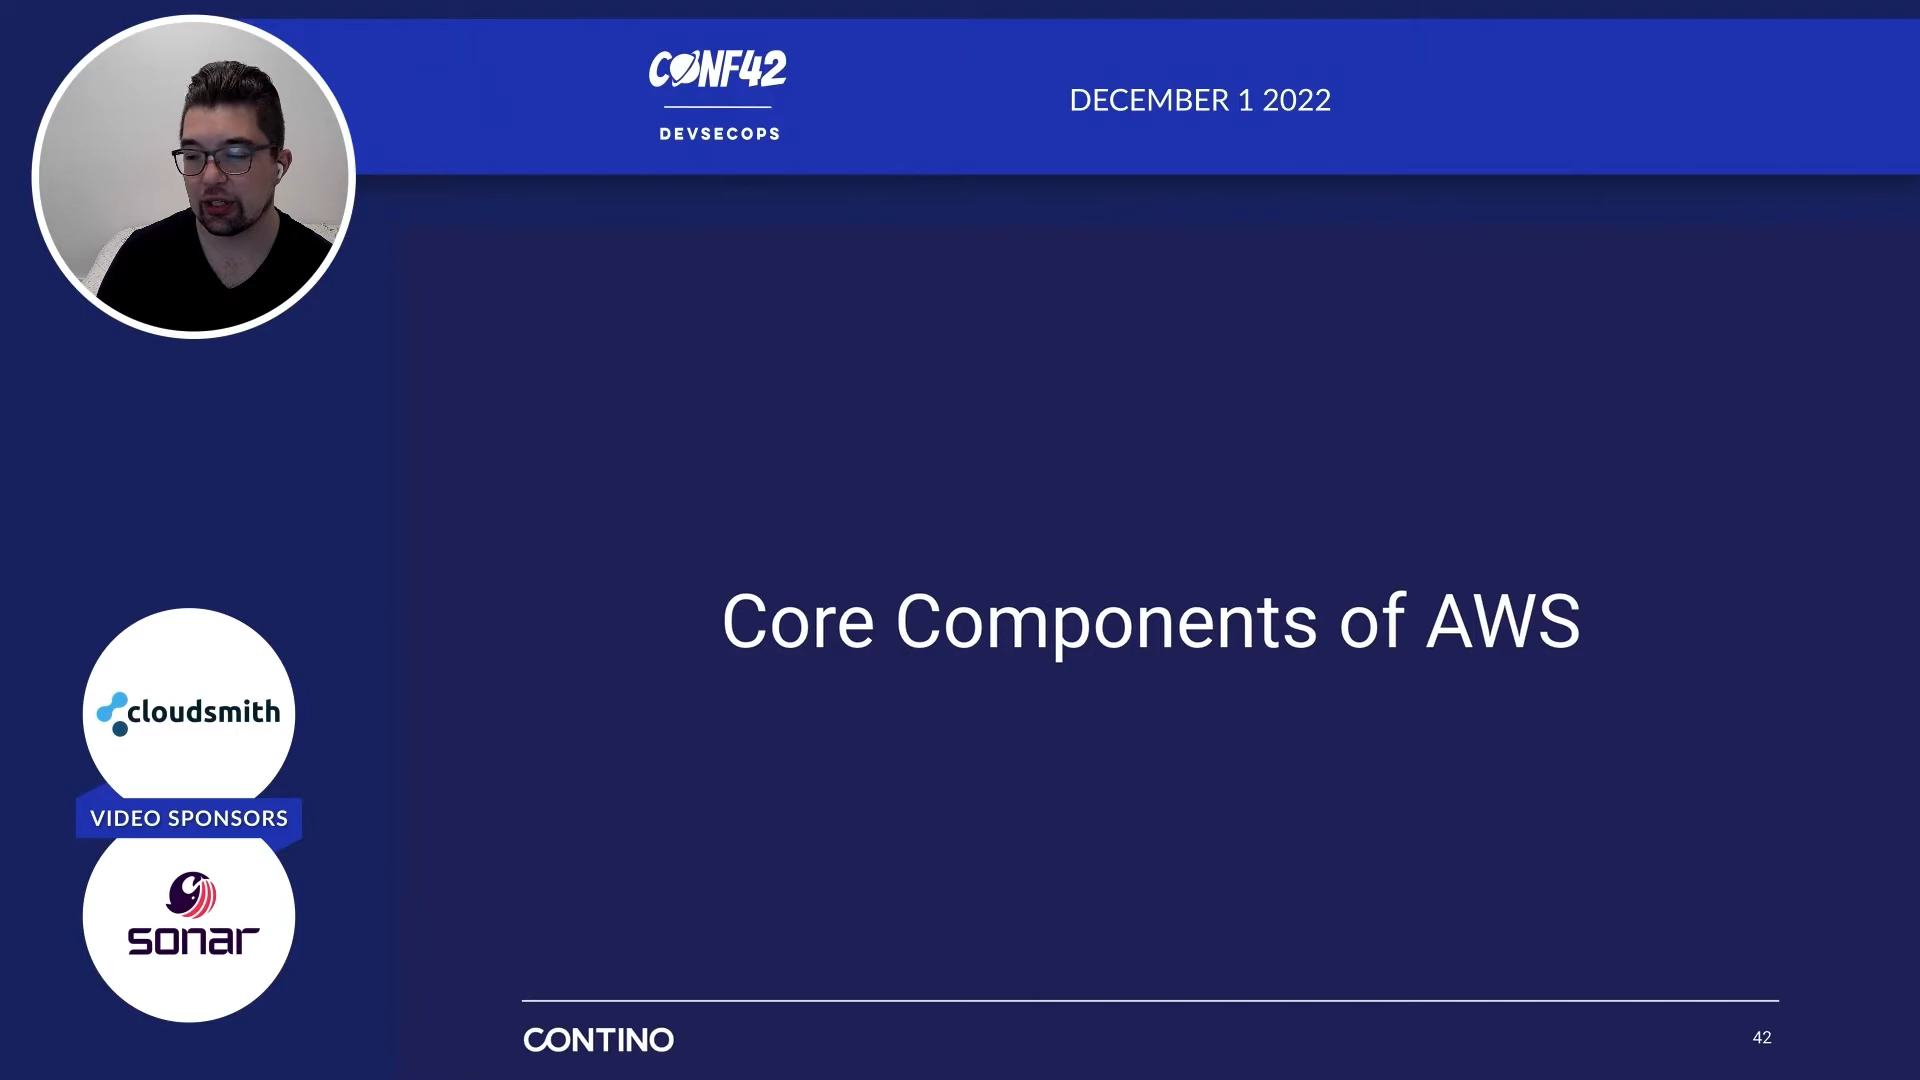 CONF42
DEVSECOPS
DECEMBER 1 2022
Core Components of AWS
cloudsmith
VIDEO SPONSORS
sonar
CONTINO
42